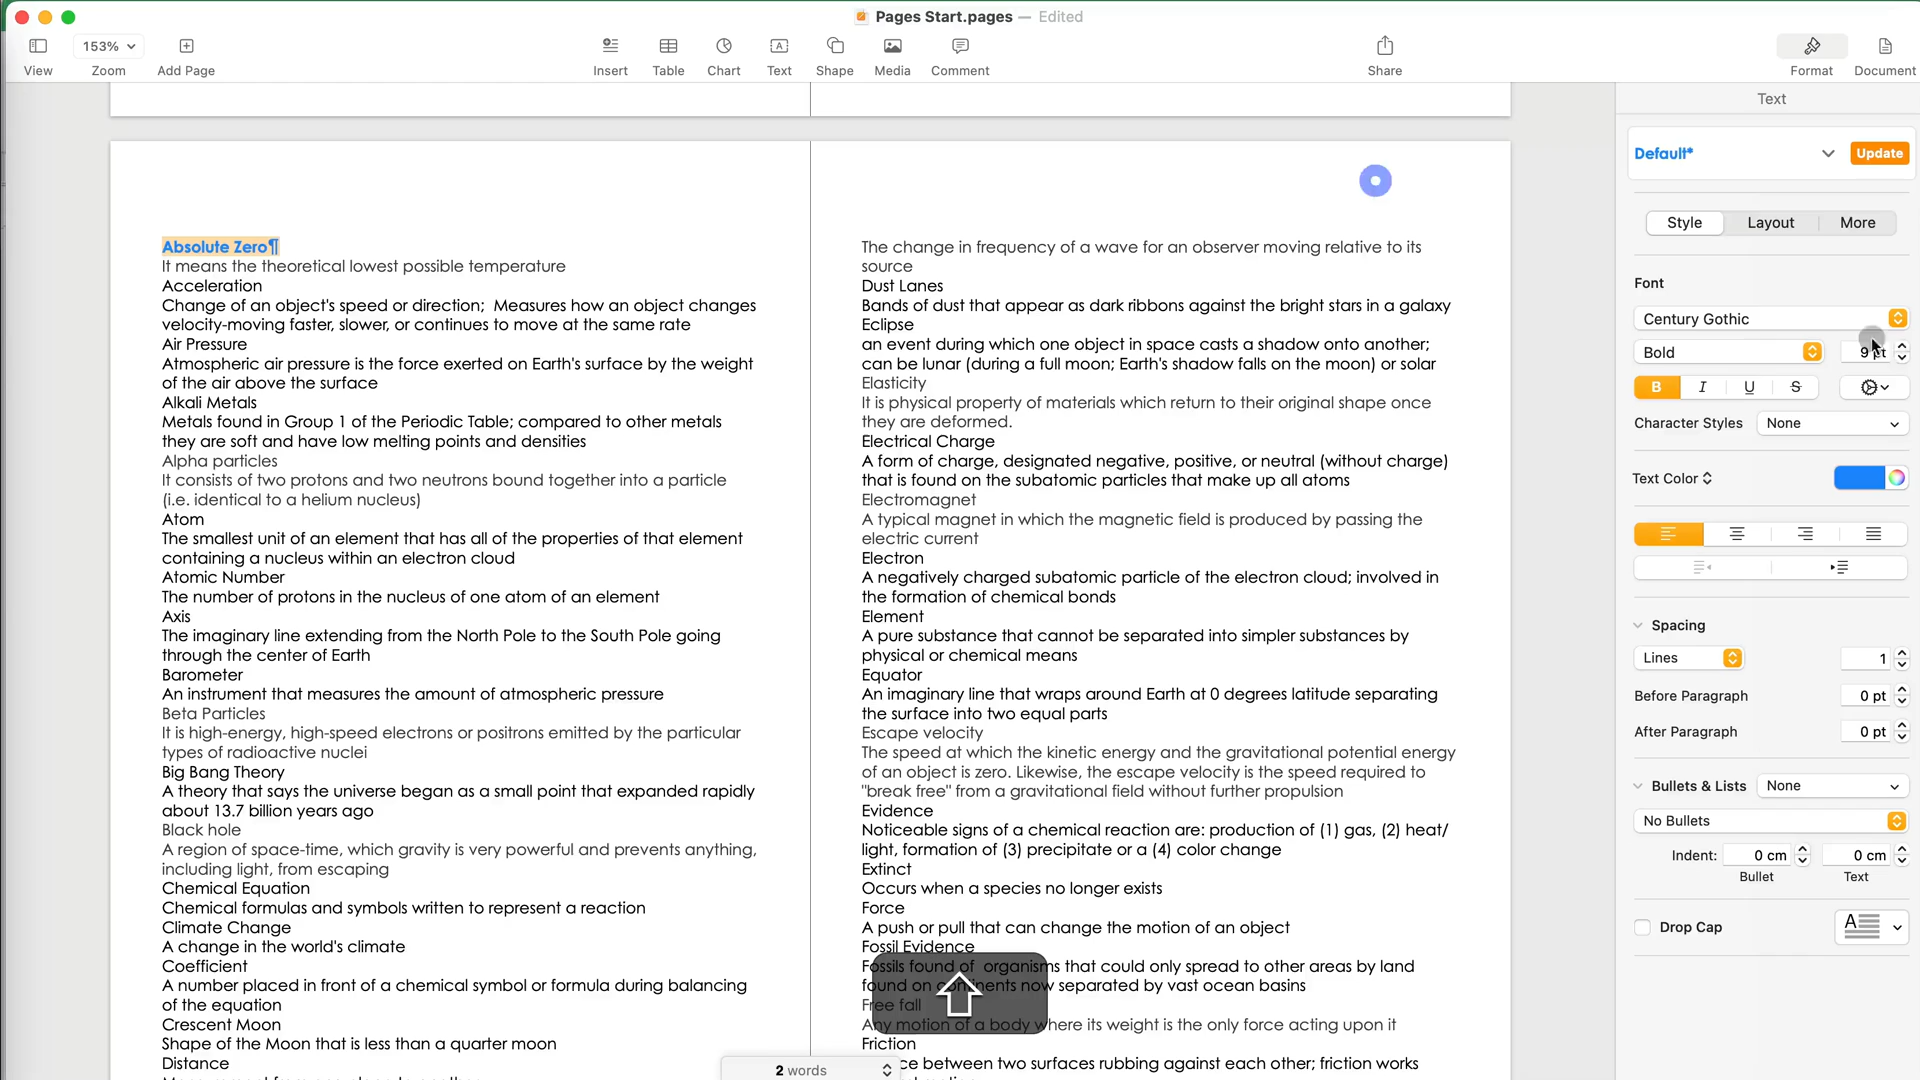 Pages Start.pages — Edited
153%
View
Zoom
Add Page
Insert
Table
Chart
Text
Shape
Media
Comment
Share
Format
Document
Absolute Zero¶
It means the theoretical lowest possible temperature
Acceleration
Change of an object's speed or direction;  Measures how an object changes
velocity-moving faster, slower, or continues to move at the same rate
Air Pressure
Atmospheric air pressure is the force exerted on Earth's surface by the weight
of the air above the surface
Alkali Metals
Metals found in Group 1 of the Periodic Table; compared to other metals
they are soft and have low melting points and densities
Alpha particles
It consists of two protons and two neutrons bound together into a particle
(i.e. identical to a helium nucleus)
Atom
The smallest unit of an element that has all of the properties of that element
containing a nucleus within an electron cloud
Atomic Number
The number of protons in the nucleus of one atom of an element
Axis
The imaginary line extending from the North Pole to the South Pole going
through the center of Earth
Barometer
An instrument that measures the amount of atmospheric pressure
Beta Particles
It is high-energy, high-speed electrons or positrons emitted by the particular
types of radioactive nuclei
Big Bang Theory
A theory that says the universe began as a small point that expanded rapidly
about 13.7 billion years ago
Black hole
A region of space-time, which gravity is very powerful and prevents anything,
including light, from escaping
Chemical Equation
Chemical formulas and symbols written to represent a reaction
Climate Change
A change in the world's climate
Coefficient
A number placed in front of a chemical symbol or formula during balancing
of the equation
Crescent Moon
Shape of the Moon that is less than a quarter moon
Distance
The change in frequency of a wave for an observer moving relative to its
source
Dust Lanes
Bands of dust that appear as dark ribbons against the bright stars in a galaxy
Eclipse
an event during which one object in space casts a shadow onto another;
can be lunar (during a full moon; Earth's shadow falls on the moon) or solar
Elasticity
It is physical property of materials which return to their original shape once
they are deformed.
Electrical Charge
A form of charge, designated negative, positive, or neutral (without charge)
that is found on the subatomic particles that make up all atoms
Electromagnet
A typical magnet in which the magnetic field is produced by passing the
electric current
Electron
A negatively charged subatomic particle of the electron cloud; involved in
the formation of chemical bonds
Element
A pure substance that cannot be separated into simpler substances by
physical or chemical means
Equator
An imaginary line that wraps around Earth at 0 degrees latitude separating
the surface into two equal parts
Escape velocity
The speed at which the kinetic energy and the gravitational potential energy
of an object is zero. Likewise, the escape velocity is the speed required to
"break free" from a gravitational field without further propulsion
Evidence
Noticeable signs of a chemical reaction are: production of (1) gas, (2) heat/
light, formation of (3) precipitate or a (4) color change
Extinct
Occurs when a species no longer exists
Force
A push or pull that can change the motion of an object
Fossil Evidence
Fossils found of  organisms that could only spread to other areas by land
found on continents now separated by vast ocean basins
Free fall
Any motion of a body where its weight is the only force acting upon it
Friction
between two surfaces rubbing against each other; friction works
2 words
Text
Default*
Update
Style
Layout
More
Font
Century Gothic
Bold
9 pt
B I U S
Character Styles
None
Text Color
Spacing
Lines
1
Before Paragraph
0 pt
After Paragraph
0 pt
Bullets & Lists
None
No Bullets
Indent:
0 cm
0 cm
Bullet
Text
Drop Cap
A